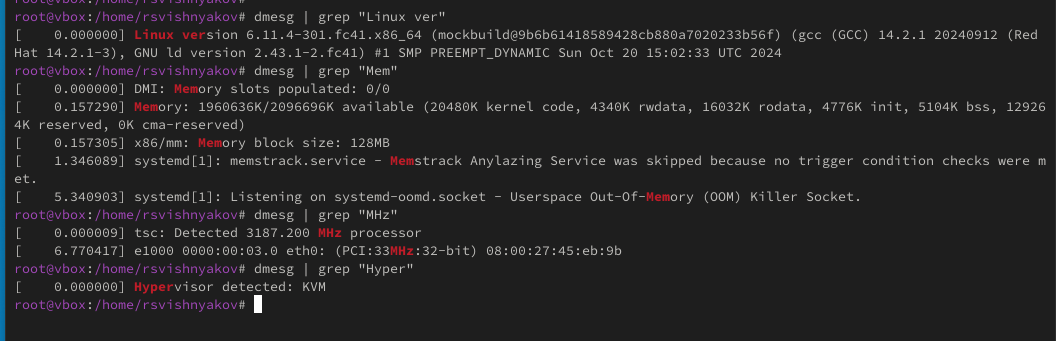 root@vbox:/home/rsvishnyakov# dmesg | grep "Linux ver"
[    0.000000] Linux version 6.11.4-301.fc41.x86_64 (mockbuild@9b6b61418589428cb880a7020233b56f) (gcc (GCC) 14.2.1 20240912 (Red
Hat 14.2.1-3), GNU ld version 2.43.1-2.fc41) #1 SMP PREEMPT_DYNAMIC Sun Oct 20 15:02:33 UTC 2024
root@vbox:/home/rsvishnyakov# dmesg | grep "Mem"
[    0.000000] DMI: Memory slots populated: 0/0
[    0.157290] Memory: 1960636K/2096696K available (20480K kernel code, 4340K rwdata, 16032K rodata, 4776K init, 5104K bss, 12926
4K reserved, 0K cma-reserved)
[    0.157305] x86/mm: Memory block size: 128MB
[    1.346089] systemd[1]: memstrack.service - Memstrack Anylazing Service was skipped because no trigger condition checks were m
et.
[    5.340903] systemd[1]: Listening on systemd-oomd.socket - Userspace Out-Of-Memory (OOM) Killer Socket.
root@vbox:/home/rsvishnyakov# dmesg | grep "MHz"
[    0.000009] tsc: Detected 3187.200 MHz processor
[    6.770417] e1000 0000:00:03.0 eth0: (PCI:33MHz:32-bit) 08:00:27:45:eb:9b
root@vbox:/home/rsvishnyakov# dmesg | grep "Hyper"
[    0.000000] Hypervisor detected: KVM
root@vbox:/home/rsvishnyakov#